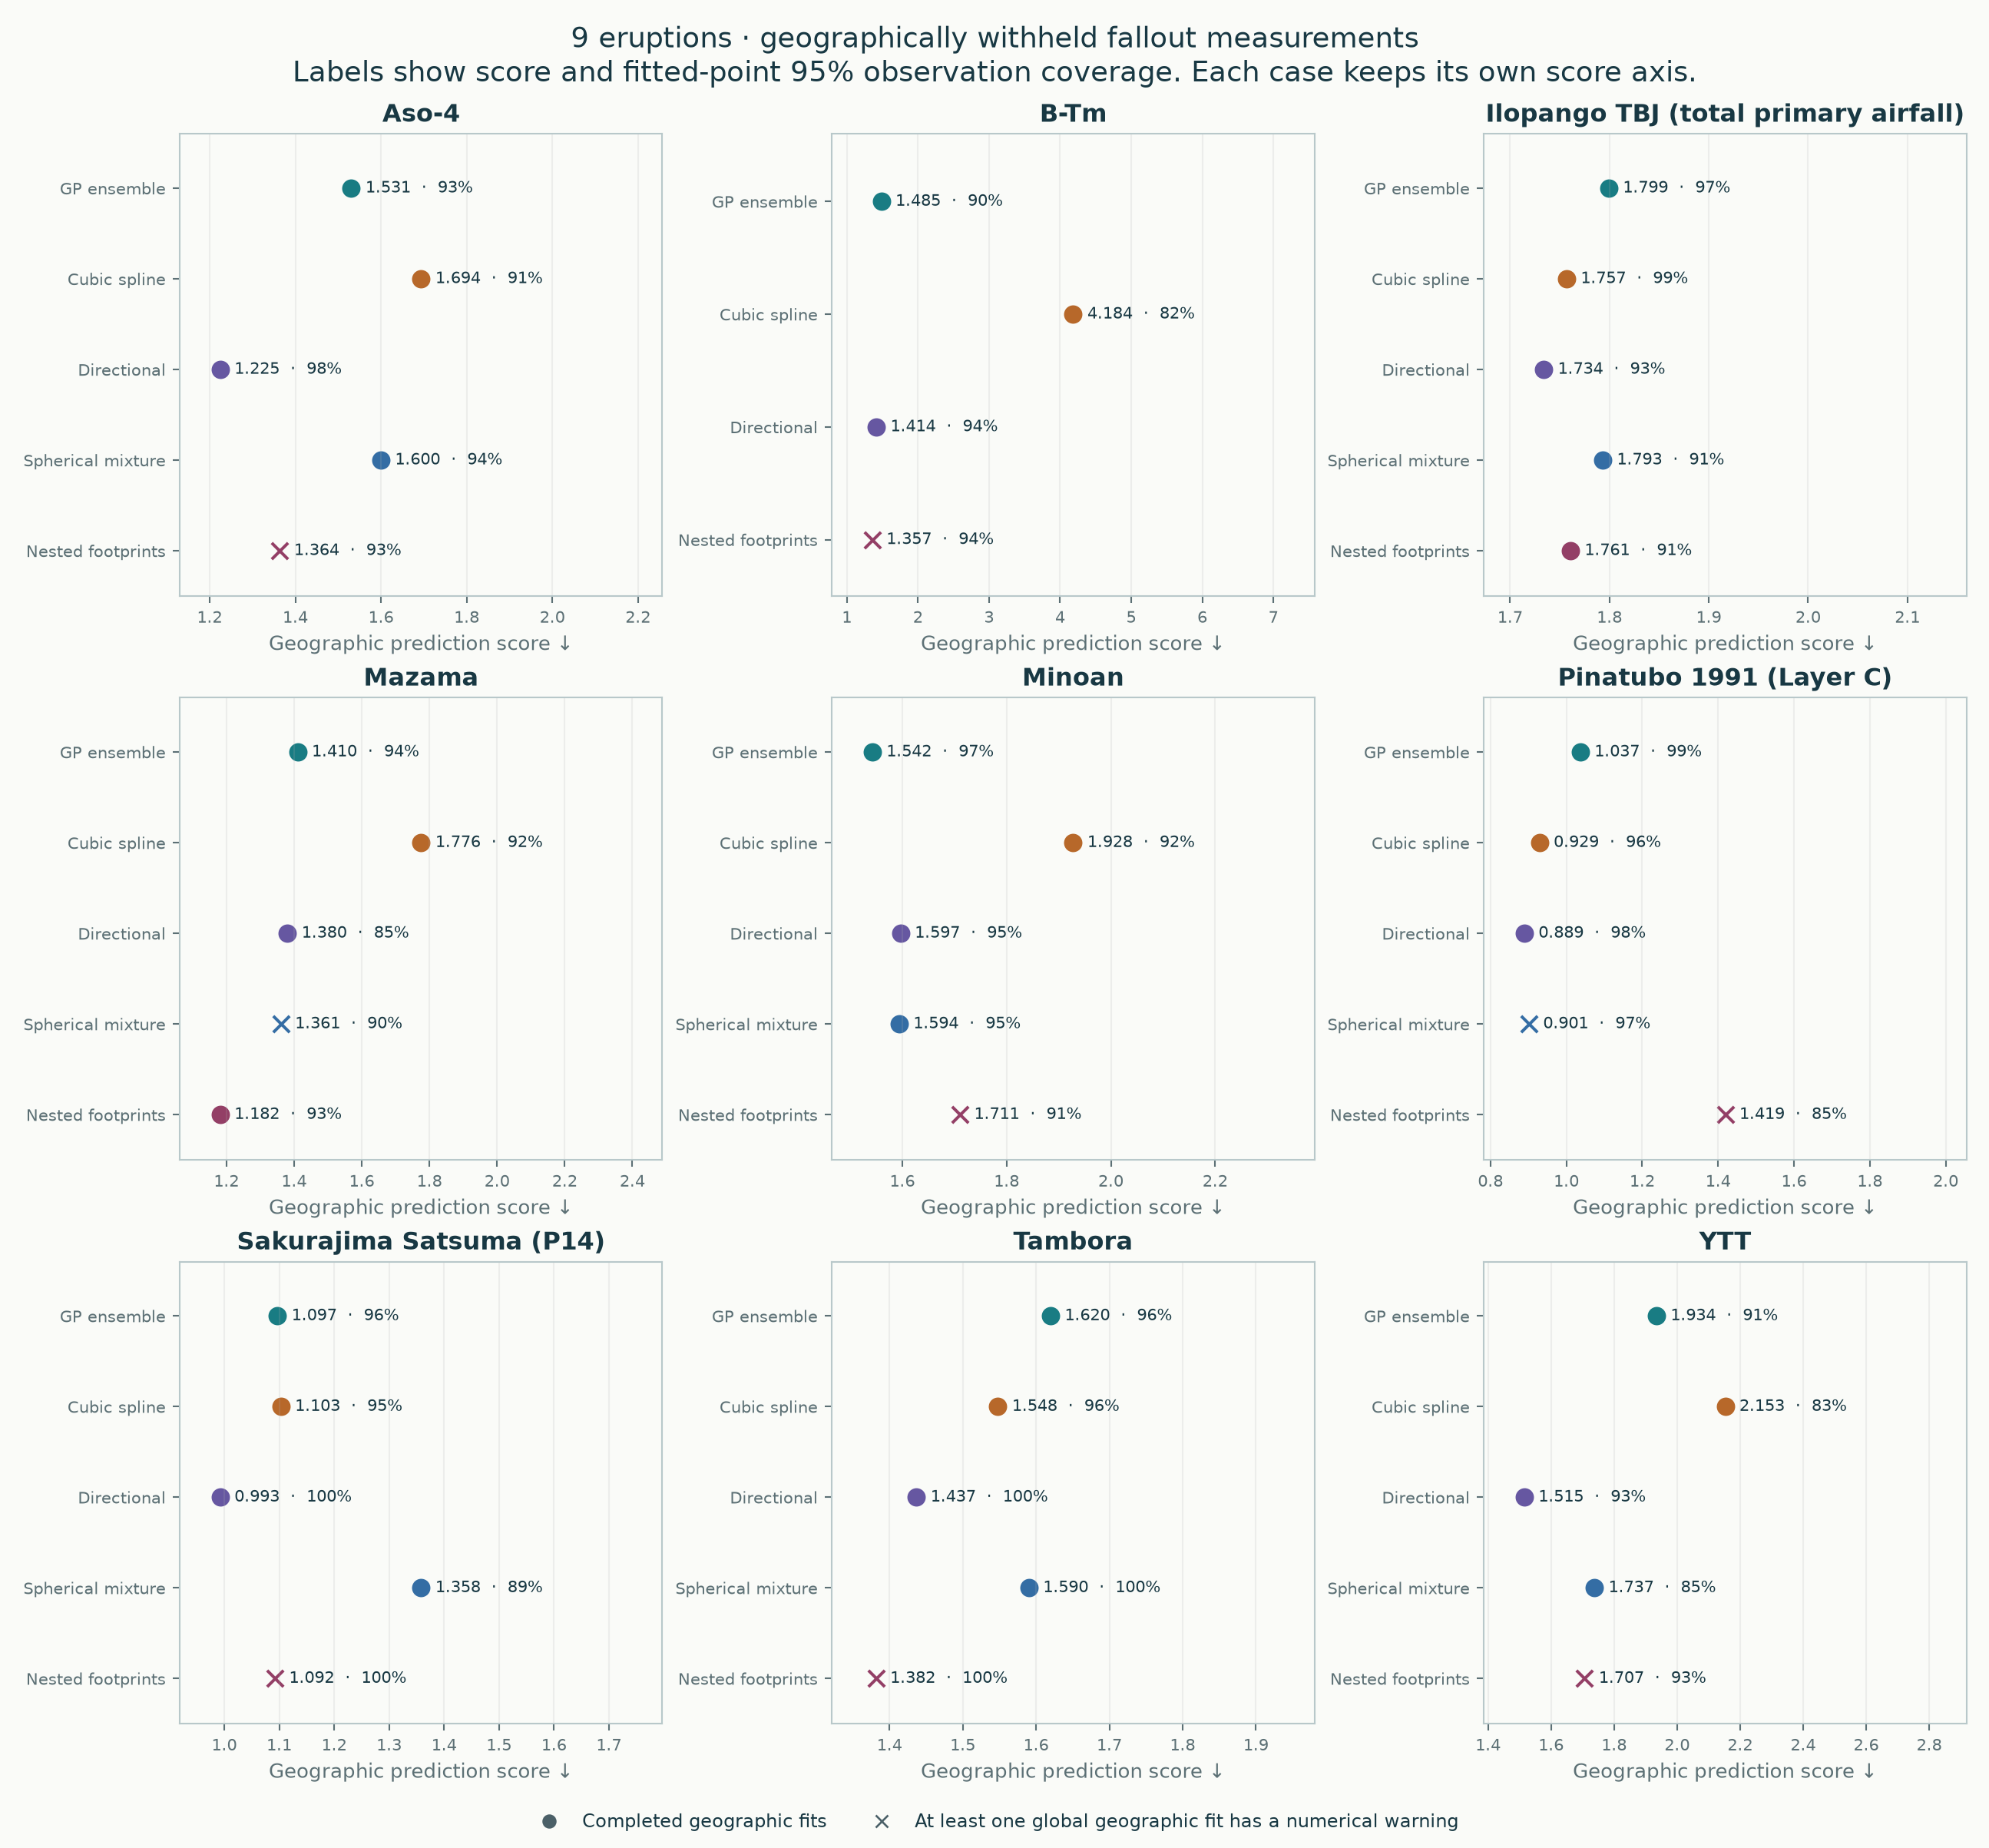 9 eruptions · geographically withheld fallout measurements
Labels show score and fitted-point 95% observation coverage. Each case keeps its own score axis.
Aso-4
GP ensemble
1.531 · 93%
Cubic spline
1.694 · 91%
Directional
1.225 · 98%
Spherical mixture
1.600 · 94%
Nested footprints
1.364 · 93%
1.2 1.4 1.6 1.8 2.0 2.2
Geographic prediction score ↓
B-Tm
GP ensemble
1.485 · 90%
Cubic spline
4.184 · 82%
Directional
1.414 · 94%
Nested footprints
1.357 · 94%
1 2 3 4 5 6 7
Geographic prediction score ↓
Ilopango TBJ (total primary airfall)
GP ensemble
1.799 · 97%
Cubic spline
1.757 · 99%
Directional
1.734 · 93%
Spherical mixture
1.793 · 91%
Nested footprints
1.761 · 91%
1.7 1.8 1.9 2.0 2.1
Geographic prediction score ↓
Mazama
GP ensemble
1.410 · 94%
Cubic spline
1.776 · 92%
Directional
1.380 · 85%
Spherical mixture
1.361 · 90%
Nested footprints
1.182 · 93%
1.2 1.4 1.6 1.8 2.0 2.2 2.4
Geographic prediction score ↓
Minoan
GP ensemble
1.542 · 97%
Cubic spline
1.928 · 92%
Directional
1.597 · 95%
Spherical mixture
1.594 · 95%
Nested footprints
1.711 · 91%
1.6 1.8 2.0 2.2
Geographic prediction score ↓
Pinatubo 1991 (Layer C)
GP ensemble
1.037 · 99%
Cubic spline
0.929 · 96%
Directional
0.889 · 98%
Spherical mixture
0.901 · 97%
Nested footprints
1.419 · 85%
0.8 1.0 1.2 1.4 1.6 1.8 2.0
Geographic prediction score ↓
Sakurajima Satsuma (P14)
GP ensemble
1.097 · 96%
Cubic spline
1.103 · 95%
Directional
0.993 · 100%
Spherical mixture
1.358 · 89%
Nested footprints
1.092 · 100%
1.0 1.1 1.2 1.3 1.4 1.5 1.6 1.7
Geographic prediction score ↓
Tambora
GP ensemble
1.620 · 96%
Cubic spline
1.548 · 96%
Directional
1.437 · 100%
Spherical mixture
1.590 · 100%
Nested footprints
1.382 · 100%
1.4 1.5 1.6 1.7 1.8 1.9
Geographic prediction score ↓
YTT
GP ensemble
1.934 · 91%
Cubic spline
2.153 · 83%
Directional
1.515 · 93%
Spherical mixture
1.737 · 85%
Nested footprints
1.707 · 93%
1.4 1.6 1.8 2.0 2.2 2.4 2.6 2.8
Geographic prediction score ↓
Completed geographic fits
At least one global geographic fit has a numerical warning